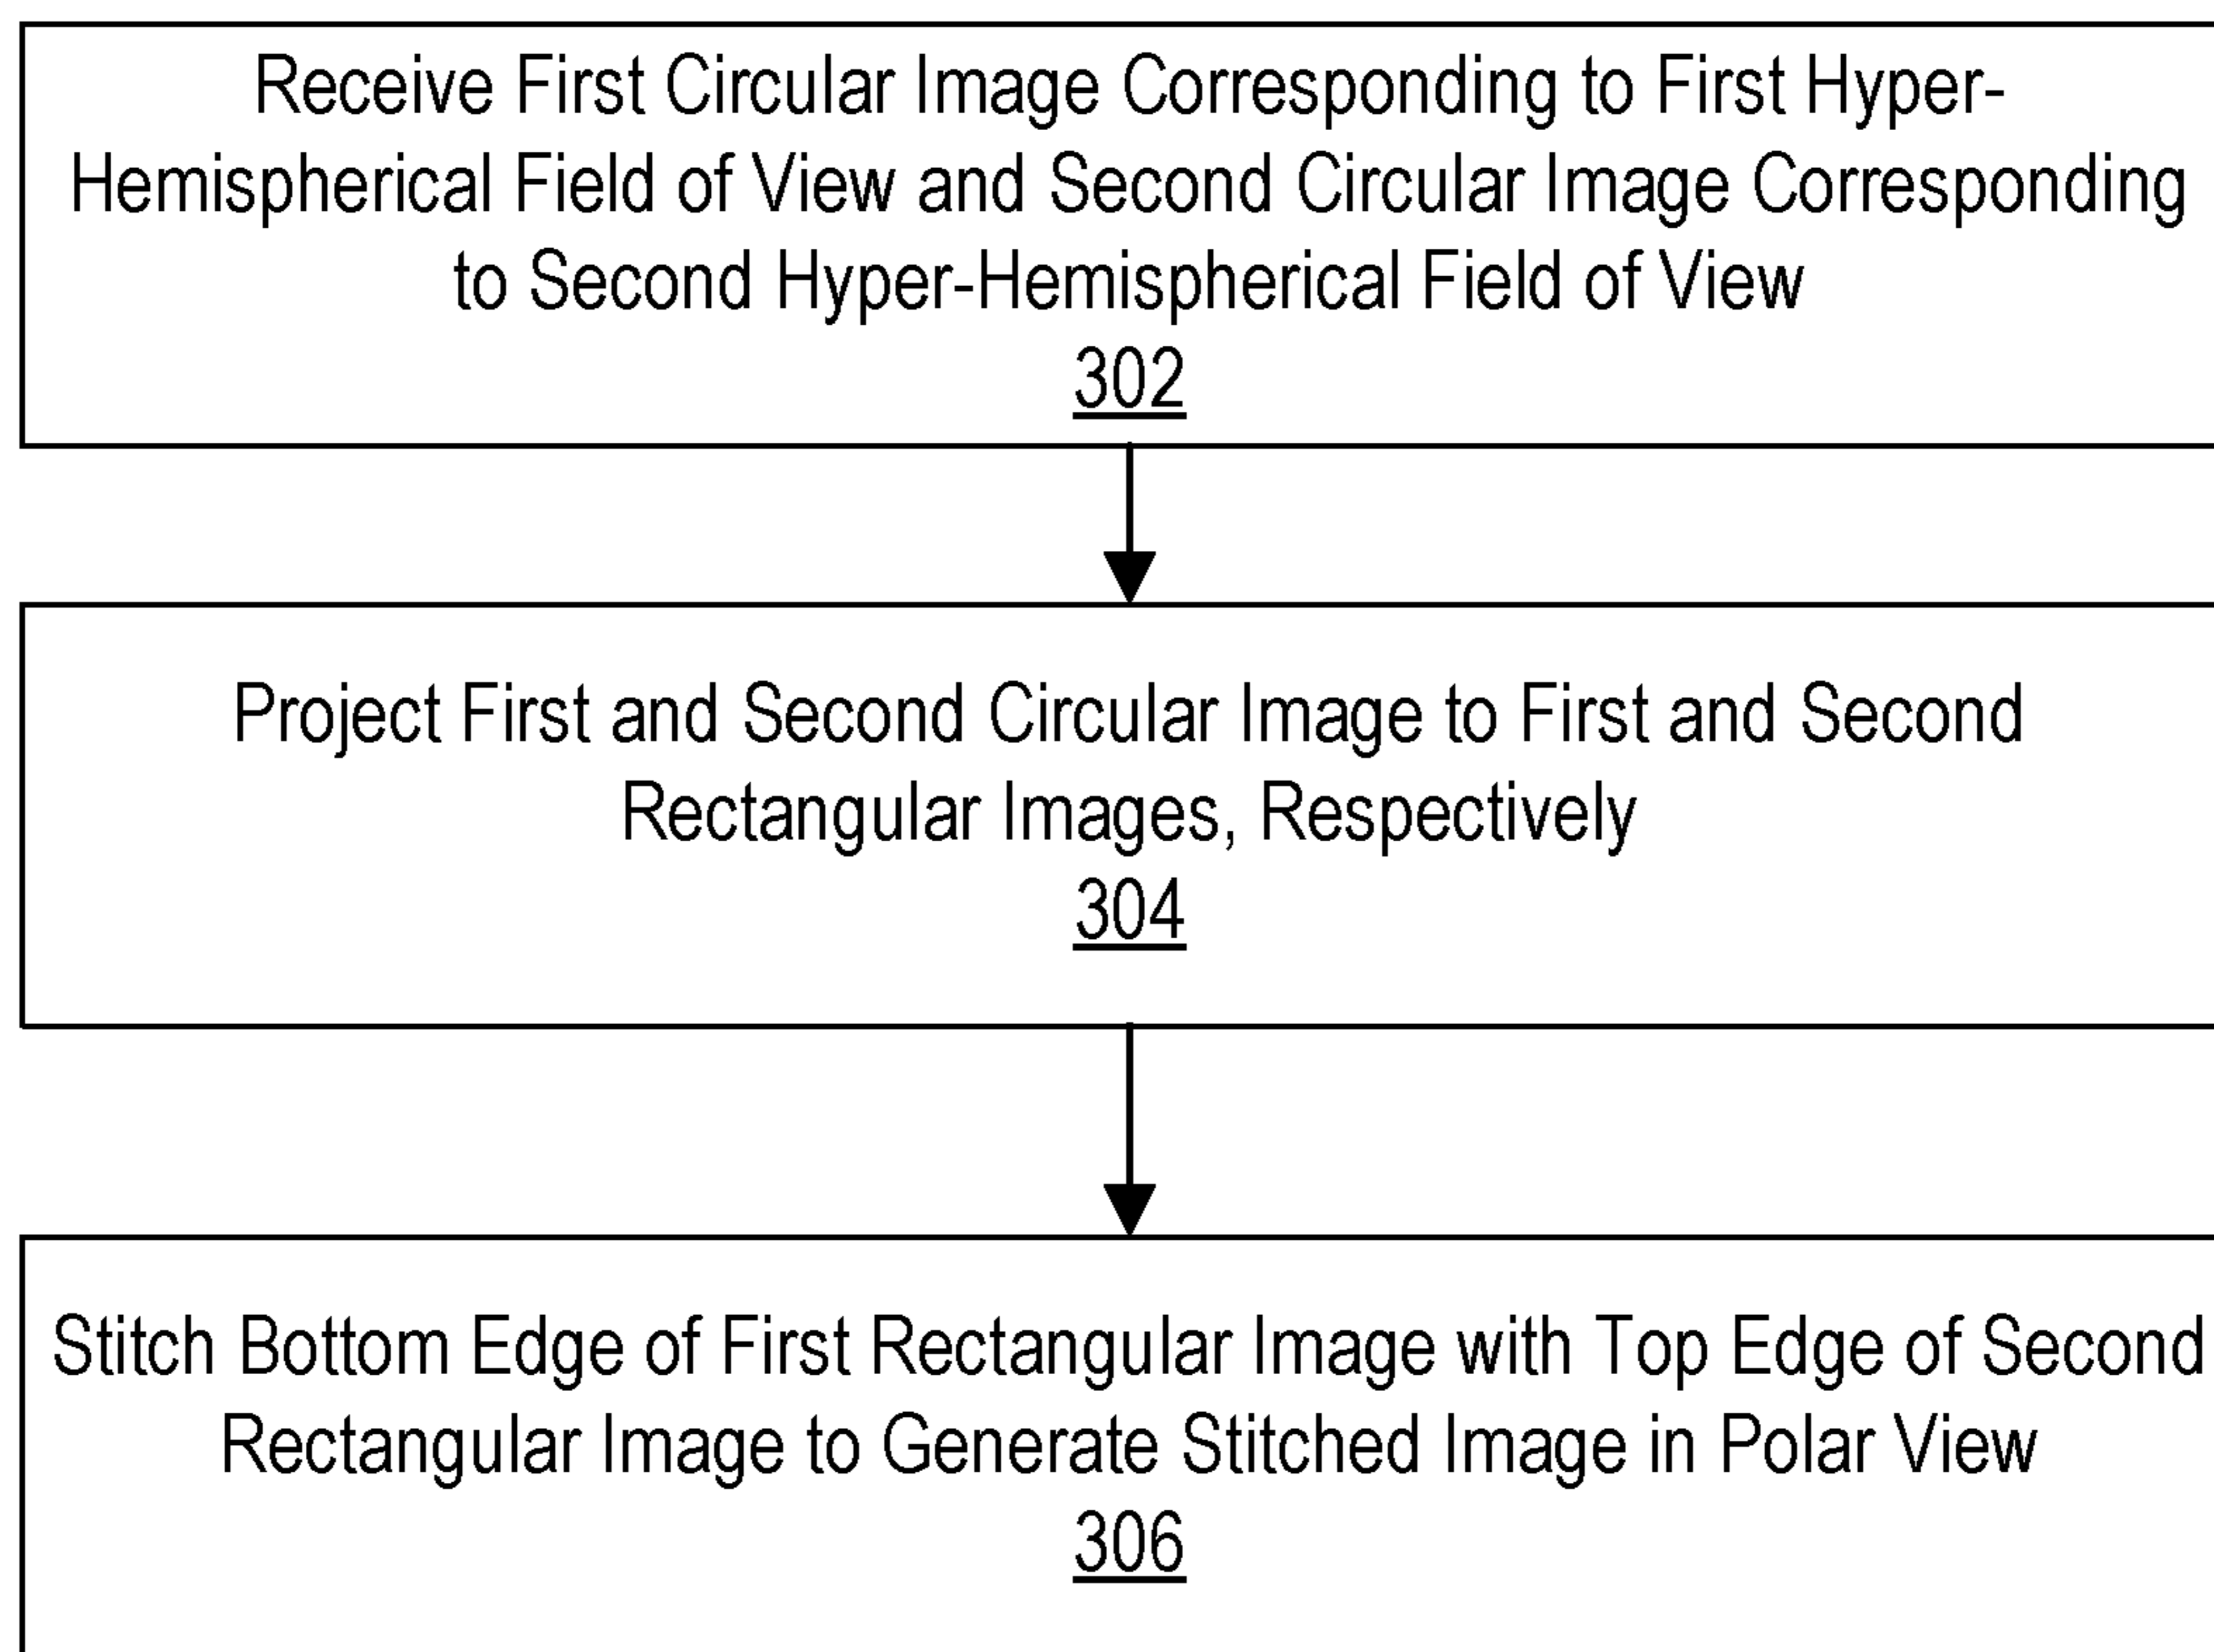 Receive First Circular Image Corresponding to First Hyper-
Hemispherical Field of View and Second Circular Image Corresponding
to Second Hyper-Hemispherical Field of View
302
Project First and Second Circular Image to First and Second
Rectangular Images, Respectively
304
Stitch Bottom Edge of First Rectangular Image with Top Edge of Second
Rectangular Image to Generate Stitched Image in Polar View
306